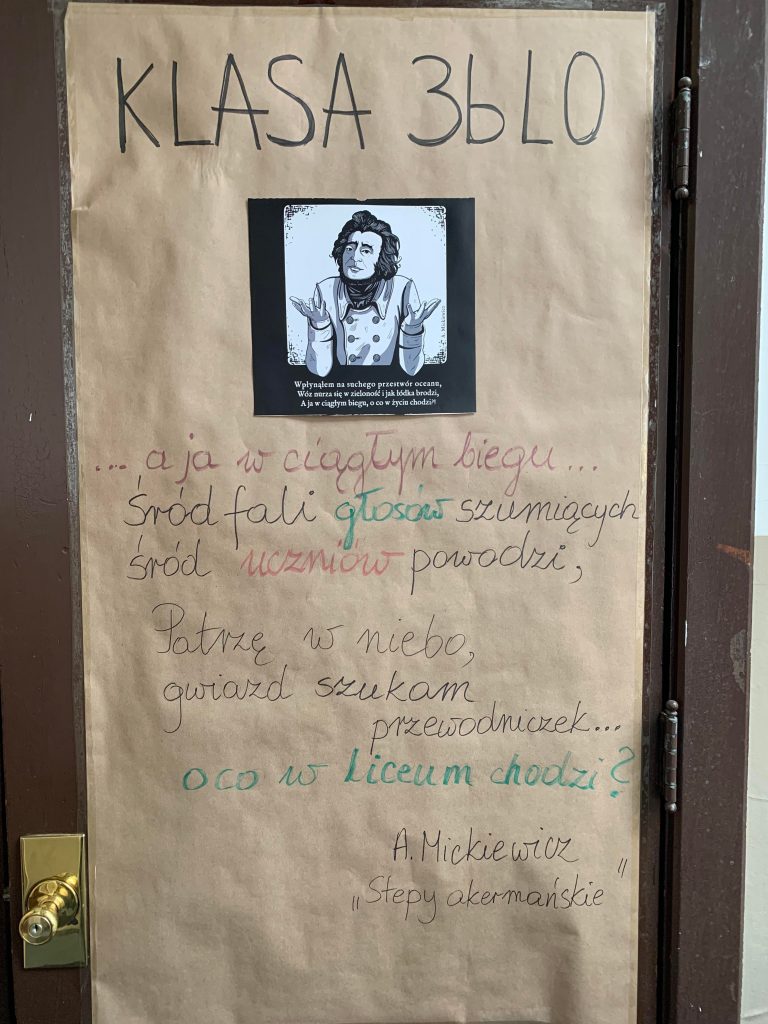 KLASA 3bLO
A. Mickiewicz
Wpłynąłem na suchego przestwór oceanu,
Wóz nurza się w zieloność i jak łódka brodzi,
A ja w ciągłym biegu, o co w życiu chodzi?!
... a ja w ciągłym biegu...
śród fali głosów szumiących
śród uczniów powodzi,
Patrzę w niebo,
gwiazd szukam
przewodniczek...
o co w Liceum chodzi?
A. Mickiewicz
„Stepy akermańskie"